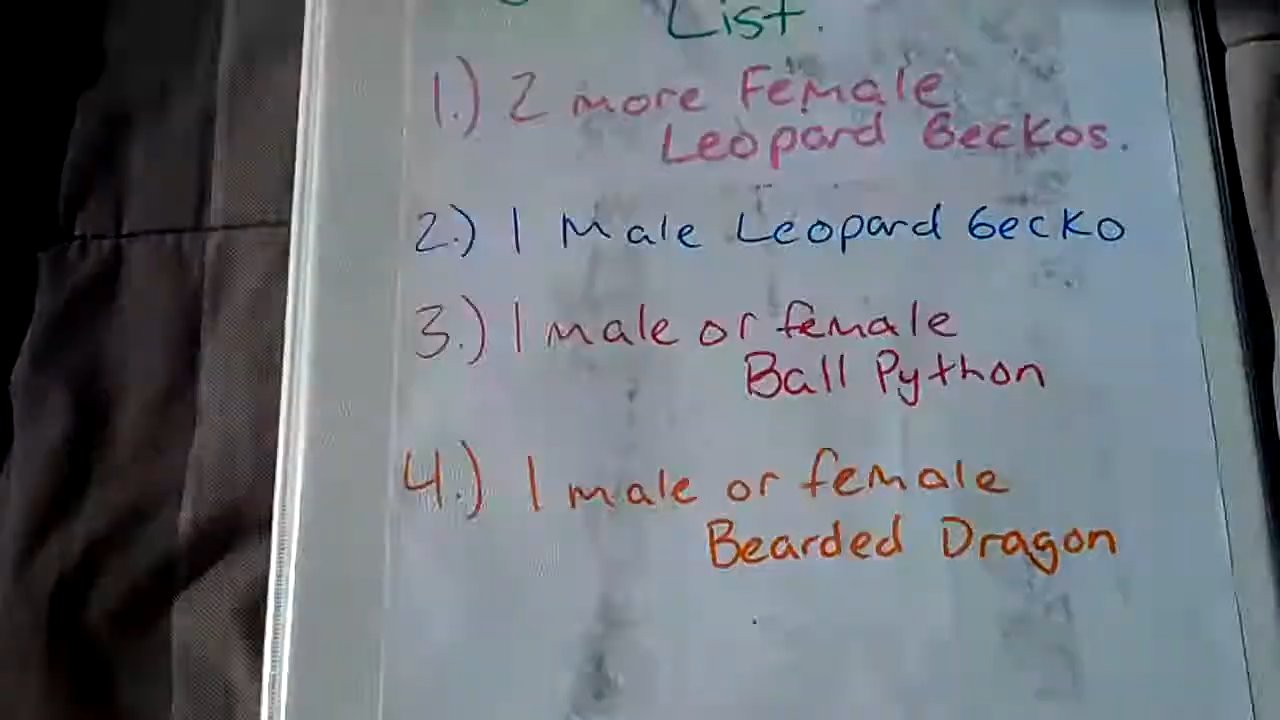 List.
1.) 2 more Female
Leopard Geckos.
2.) 1 Male Leopard Gecko
3.) 1 male or female
Ball Python
4.) 1 male or female
Bearded Dragon